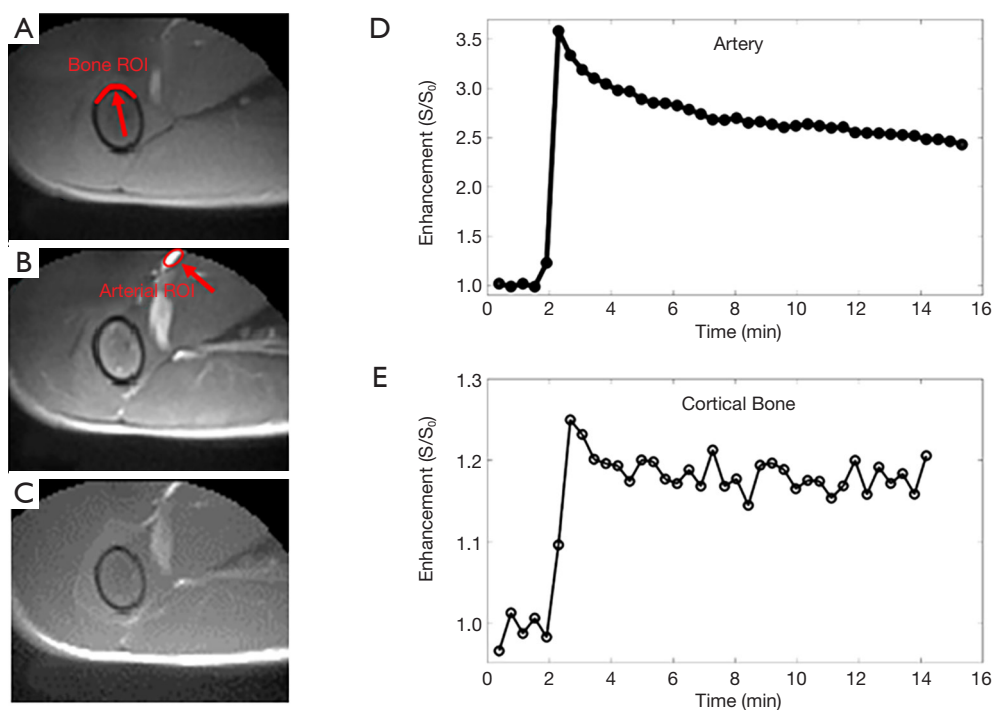 A
Bone ROI
B
Arterial ROI
C
D
Artery
Enhancement (S/S₀)
3.5
3.0
2.5
2.0
1.5
1.0
0 2 4 6 8 10 12 14 16
Time (min)
E
Cortical Bone
Enhancement (S/S₀)
1.3
1.2
1.1
1.0
0 2 4 6 8 10 12 14 16
Time (min)